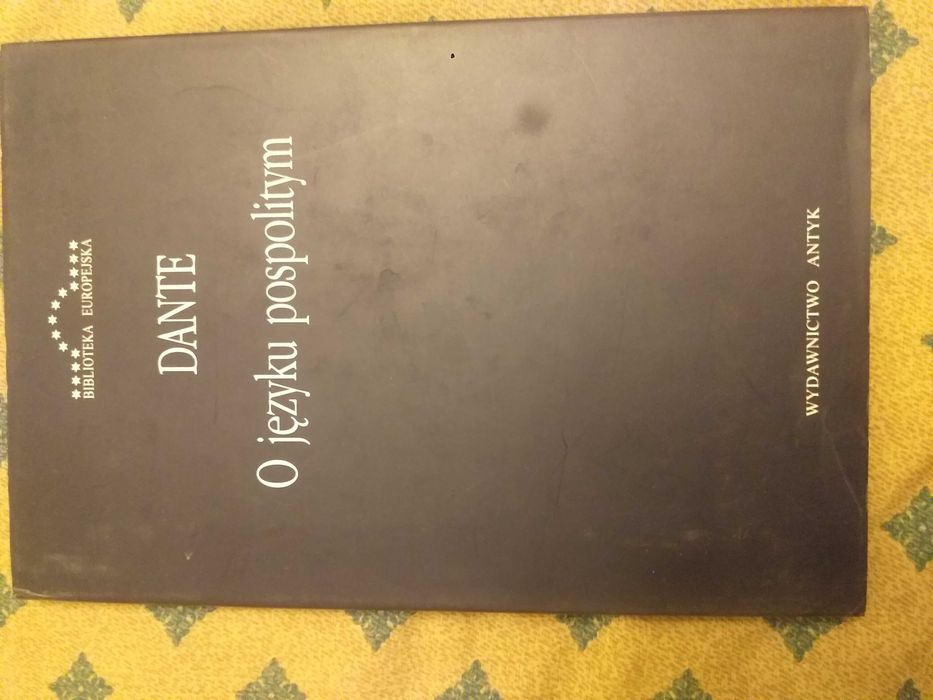 BIBLIOTEKA EUROPEJSKA
DANTE
O języku pospolitym
WYDAWNICTWO ANTYK